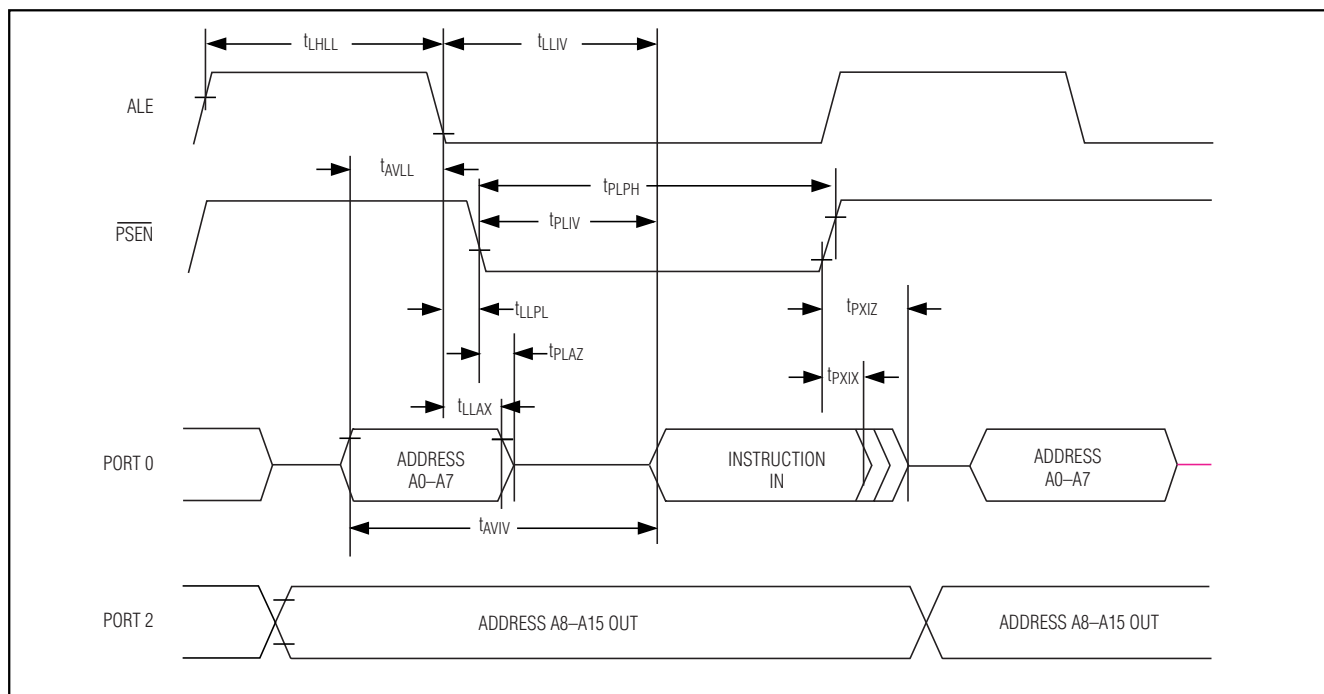 tLHLL
tLLIV
ALE
tAVLL
tPLPH
tPLIV
PSEN
tLLPL
tPXIZ
tPLAZ
tPXIX
tLLAX
PORT 0
ADDRESS
A0–A7
INSTRUCTION
IN
ADDRESS
A0–A7
tAVIV
PORT 2
ADDRESS A8–A15 OUT
ADDRESS A8–A15 OUT